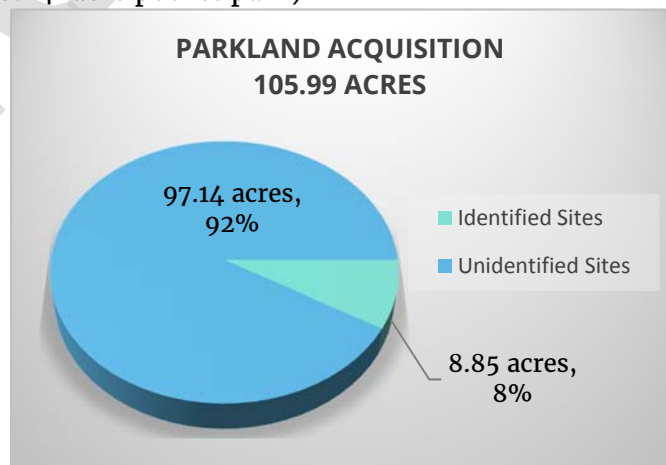 PARKLAND ACQUISITION
105.99 ACRES
97.14 acres,
92%
Identified Sites
Unidentified Sites
8.85 acres,
8%